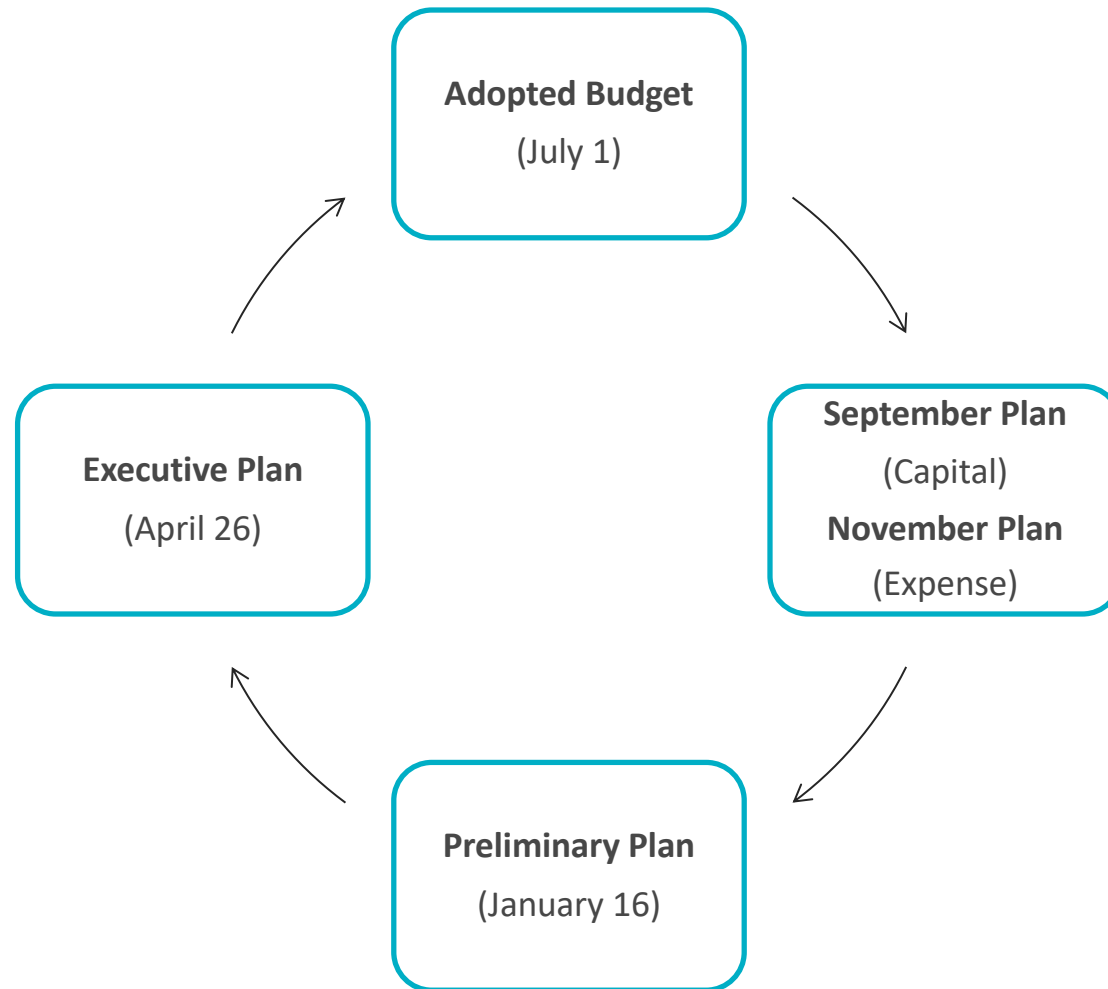 Adopted Budget
(July 1)
September Plan
(Capital)
November Plan
(Expense)
Preliminary Plan
(January 16)
Executive Plan
(April 26)